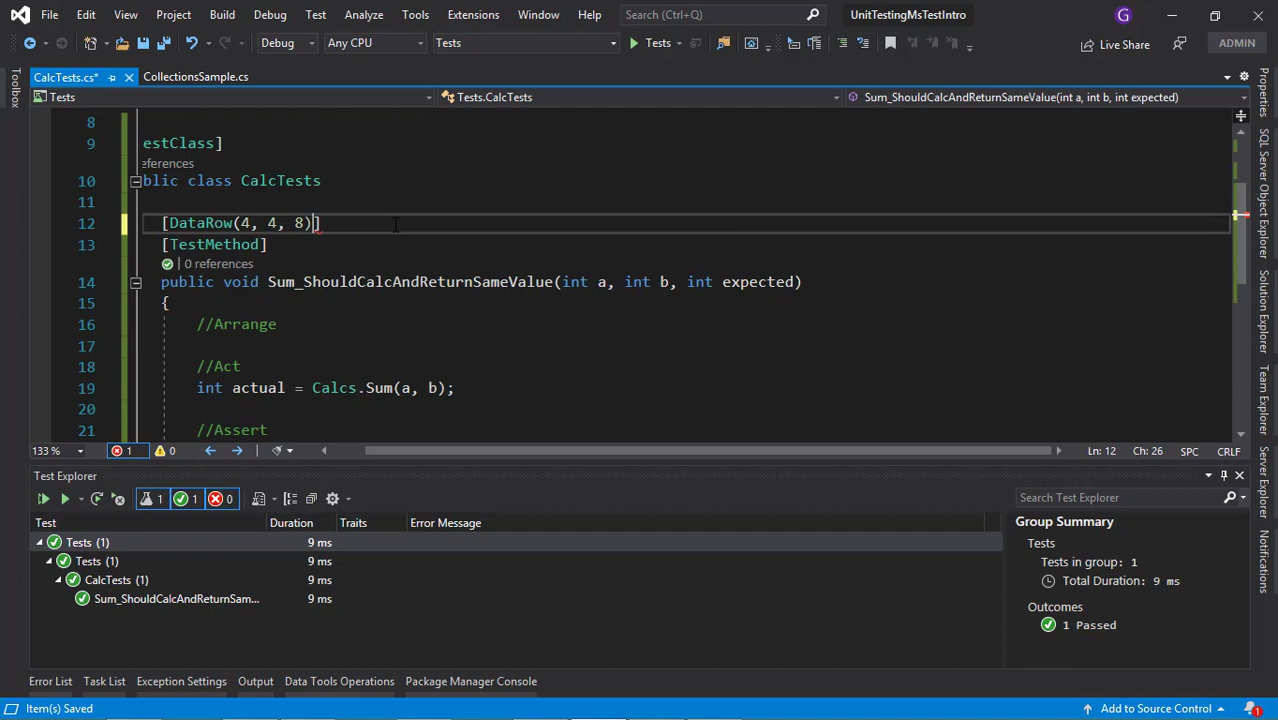 File Edit View Project Build Debug Test Analyze Tools Extensions Window Help Search (Ctrl+Q) UnitTestingMsTestIntro G
Debug Any CPU Tests Tests Live Share ADMIN
CalcTests.cs* CollectionsSample.cs
Tests Tests.CalcTests Sum_ShouldCalcAndReturnSameValue(int a, int b, int expected)
8
9 estClass]
eferences
10 blic class CalcTests
11
12 [DataRow(4, 4, 8)]
13 [TestMethod]
| 0 references
14 public void Sum_ShouldCalcAndReturnSameValue(int a, int b, int expected)
15 {
16 //Arrange
17
18 //Act
19 int actual = Calcs.Sum(a, b);
20
21 //Assert
133 % 1 0 Ln: 12 Ch: 26 SPC CRLF
Test Explorer
1 1 0 Search Test Explorer
Test Duration Traits Error Message
Tests (1) 9 ms
Tests (1) 9 ms
CalcTests (1) 9 ms
Sum_ShouldCalcAndReturnSam... 9 ms
Group Summary
Tests
Tests in group: 1
Total Duration: 9 ms
Outcomes
1 Passed
Error List Task List Exception Settings Output Data Tools Operations Package Manager Console
Item(s) Saved Add to Source Control 1
Toolbox
Properties
SQL Server Object Explorer
Solution Explorer
Team Explorer
Server Explorer
Notifications